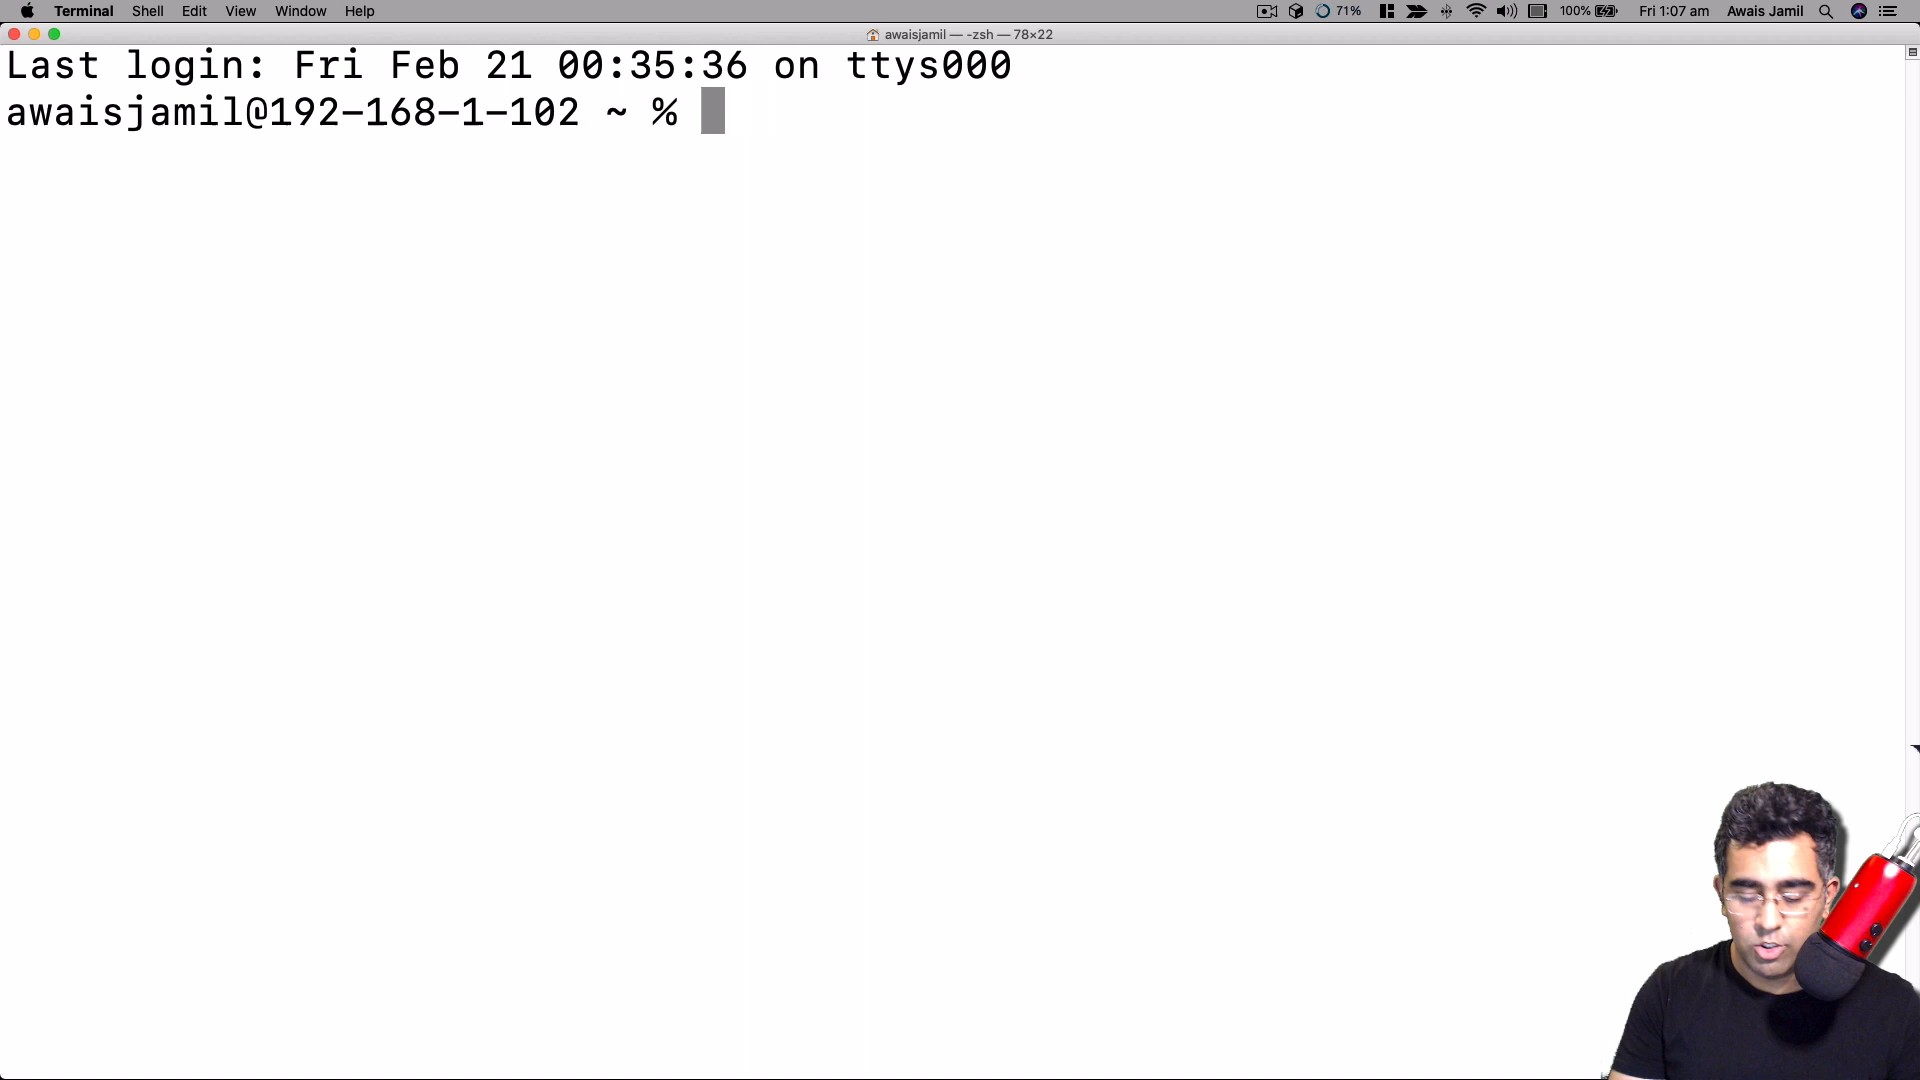 Terminal Shell Edit View Window Help 71% 100% Fri 1:07 am Awais Jamil
awaisjamil — -zsh — 78×22
Last login: Fri Feb 21 00:35:36 on ttys000
awaisjamil@192-168-1-102 ~ %